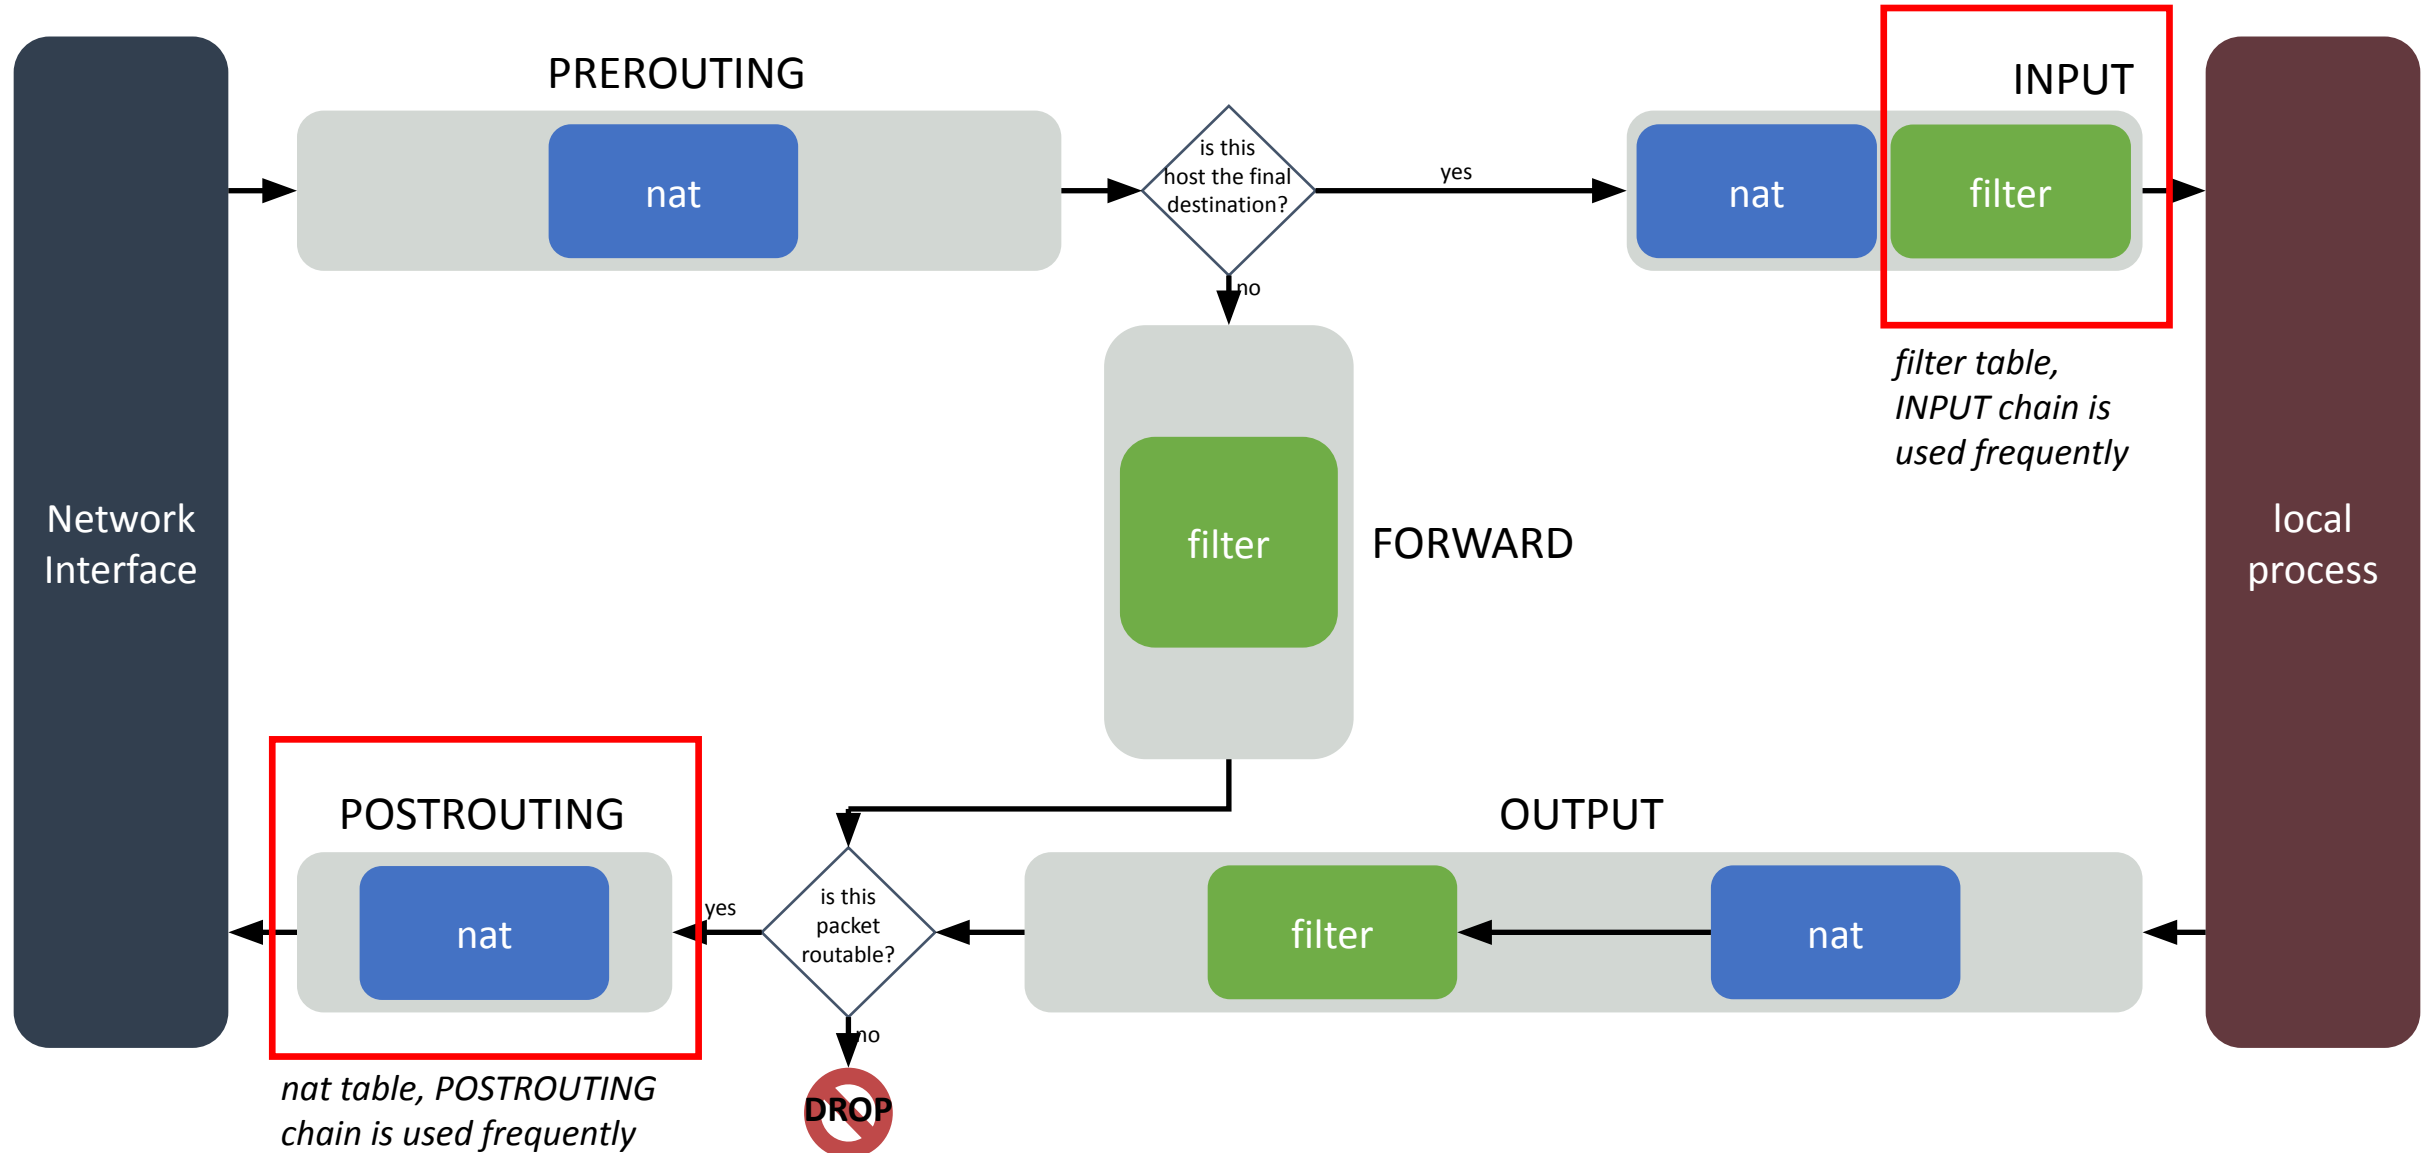 PREROUTING
INPUT
nat
is this
host the final
destination?
yes
nat
filter
no
filter table,
INPUT chain is
used frequently
Network
Interface
filter
FORWARD
local
process
POSTROUTING
OUTPUT
nat
yes
is this
packet
routable?
filter
nat
no
DROP
nat table, POSTROUTING
chain is used frequently